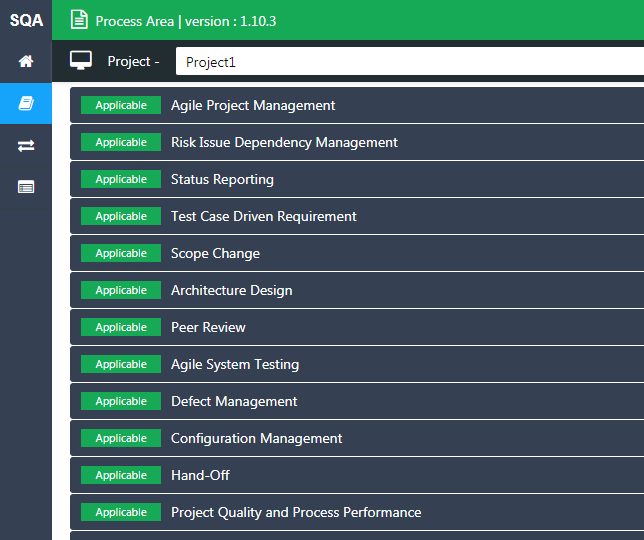 SQA
Process Area | version : 1.10.3
Project -
Project1
Applicable Agile Project Management
Applicable Risk Issue Dependency Management
Applicable Status Reporting
Applicable Test Case Driven Requirement
Applicable Scope Change
Applicable Architecture Design
Applicable Peer Review
Applicable Agile System Testing
Applicable Defect Management
Applicable Configuration Management
Applicable Hand-Off
Applicable Project Quality and Process Performance